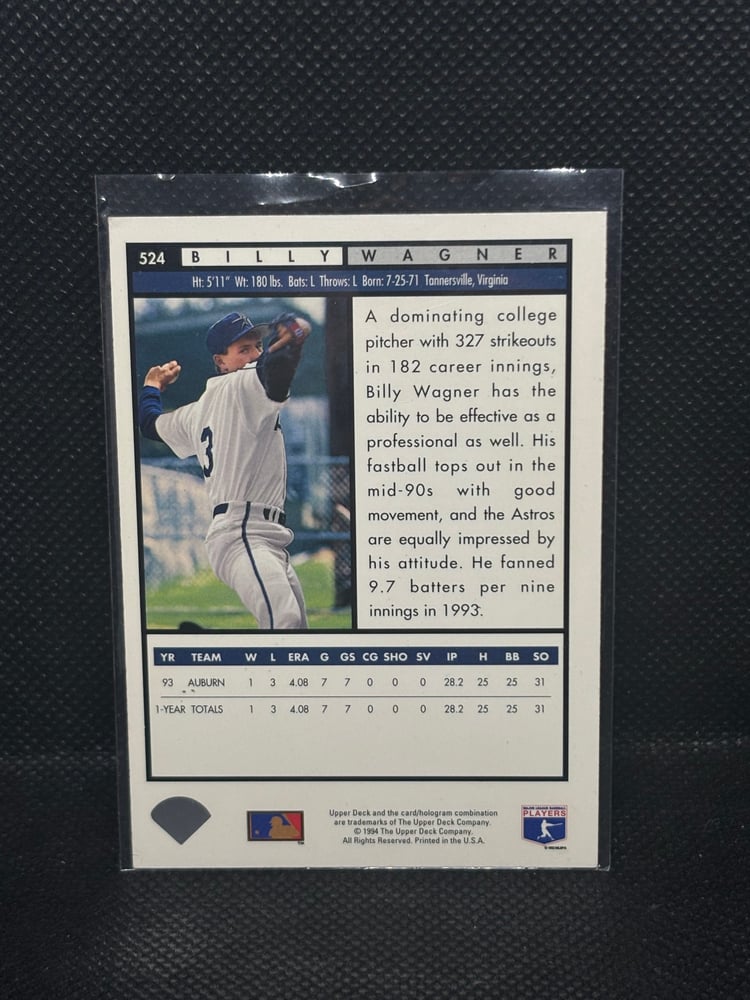 524 BILLY WAGNER
Ht: 5'11" Wt: 180 lbs. Bats: L Throws: L Born: 7-25-71 Tannersville, Virginia
3
A dominating college
pitcher with 327 strikeouts
in 182 career innings,
Billy Wagner has the
ability to be effective as a
professional as well. His
fastball tops out in the
mid-90s with good
movement, and the Astros
are equally impressed by
his attitude. He fanned
9.7 batters per nine
innings in 1993.
YR TEAM W L ERA G GS CG SHO SV IP H BB SO
93 AUBURN 1 3 4.08 7 7 0 0 0 28.2 25 25 31
1-YEAR TOTALS 1 3 4.08 7 7 0 0 0 28.2 25 25 31
Upper Deck and the card/hologram combination
are trademarks of The Upper Deck Company.
© 1994 The Upper Deck Company.
All Rights Reserved. Printed in the U.S.A.
TM
MAJOR LEAGUE BASEBALL
PLAYERS